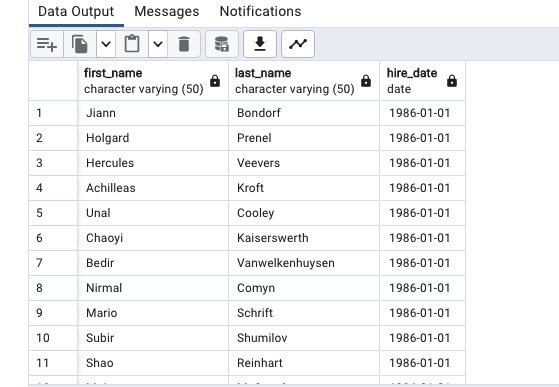 Data Output Messages Notifications
first_name last_name hire_date
character varying (50) character varying (50) date
1 Jiann Bondorf 1986-01-01
2 Holgard Prenel 1986-01-01
3 Hercules Veevers 1986-01-01
4 Achilleas Kroft 1986-01-01
5 Unal Cooley 1986-01-01
6 Chaoyi Kaiserswerth 1986-01-01
7 Bedir Vanwelkenhuysen 1986-01-01
8 Nirmal Comyn 1986-01-01
9 Mario Schrift 1986-01-01
10 Subir Shumilov 1986-01-01
11 Shao Reinhart 1986-01-01